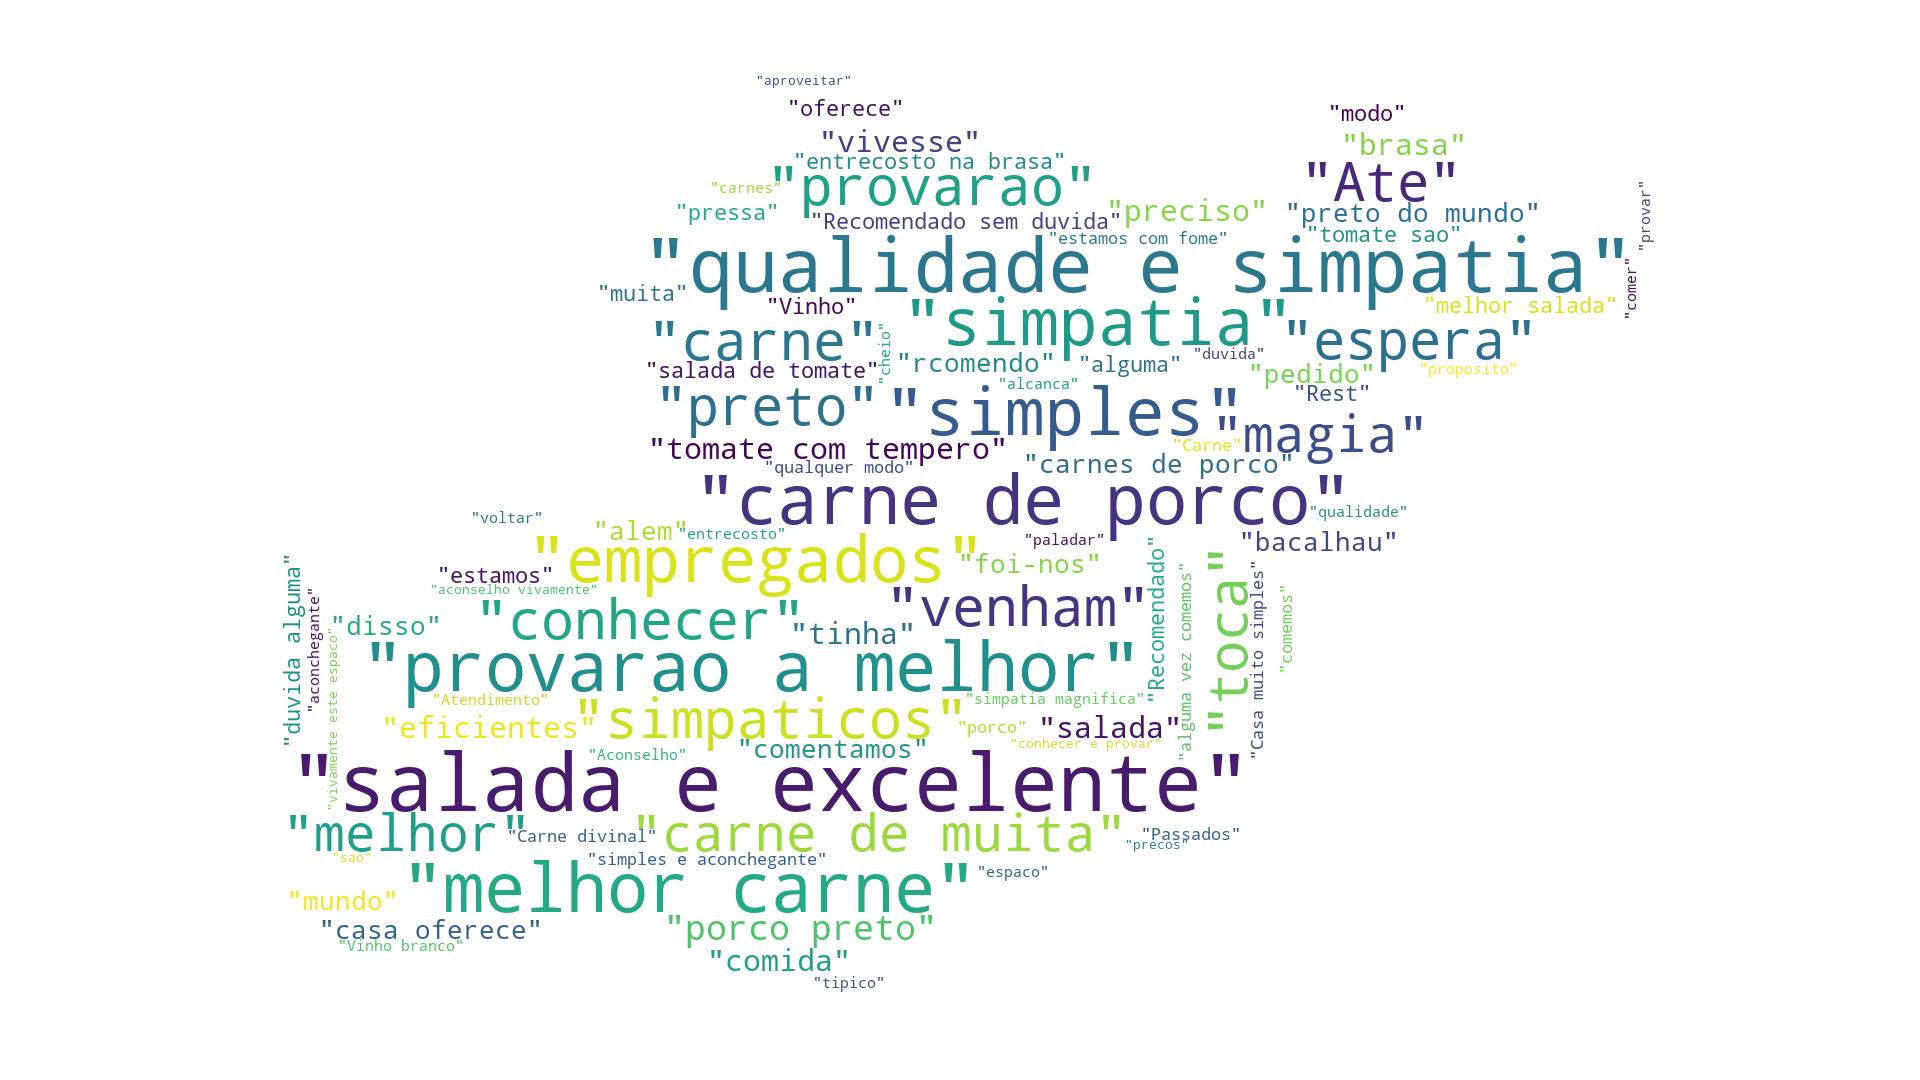 "aproveitar"
"oferece"
"modo"
"vivesse"
"brasa"
"entrecosto na brasa"
"Ate"
"carnes"
"provarao"
"pressa"
"preciso"
"preto do mundo"
"provar"
"Recomendado sem duvida"
"estamos com fome"
"tomate sao"
"qualidade e simpatia"
"comer"
"muita"
"Vinho"
"melhor salada"
"simpatia"
"carne"
"espera"
"cheio"
"rcomendo"
"alguma"
"duvida"
"salada de tomate"
"proposito"
"pedido"
"alcanca"
"Rest"
"preto"
"simples"
"magia"
"tomate com tempero"
"Carne"
"qualquer modo"
"carnes de porco"
"carne de porco"
"qualidade"
"voltar"
"alem"
"entrecosto"
"paladar"
"bacalhau"
"empregados"
"foi-nos"
"estamos"
"aconselho vivamente"
"Recomendado"
"alguma vez comemos"
"toca"
"Casa muito simples"
"comemos"
"duvida alguma"
"aconchegante"
"vivamente este espaco"
"disso"
"conhecer"
"venham"
"tinha"
"provarao a melhor"
"Atendimento"
"simpatia magnifica"
"eficientes"
"simpaticos"
"porco"
"salada"
"comentamos"
"conhecer e provar"
"Aconselho"
"salada e excelente"
"melhor"
"Carne divinal"
"carne de muita"
"Passados"
"precos"
"sao"
"simples e aconchegante"
"melhor carne"
"espaco"
"mundo"
"casa oferece"
"porco preto"
"Vinho branco"
"comida"
"tipico"